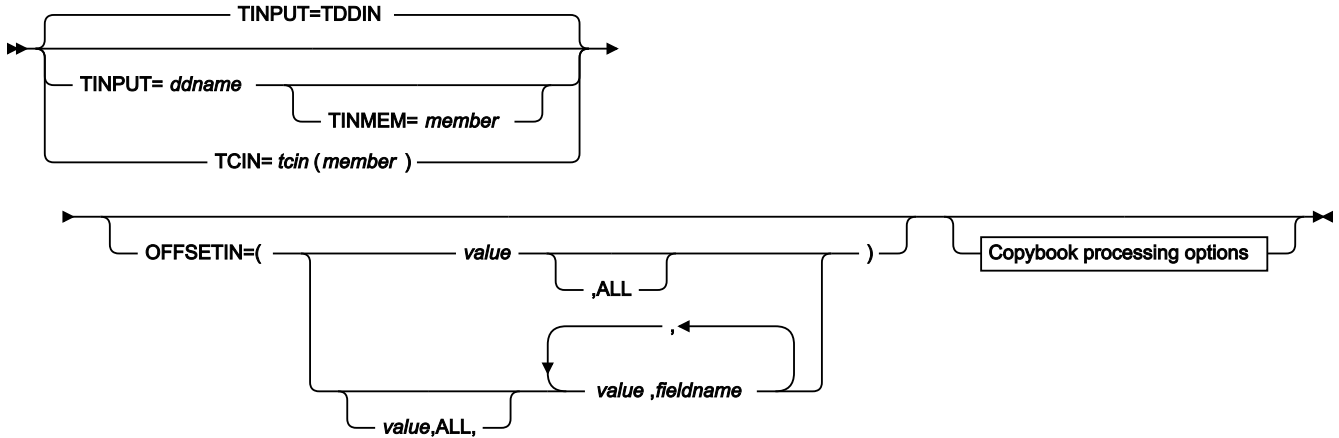 TINPUT=TDDIN
TINPUT= ddname
TINMEM= member
TCIN= tcin (member )
OFFSETIN=( value )
,ALL
,
value ,fieldname
value,ALL,
Copybook processing options